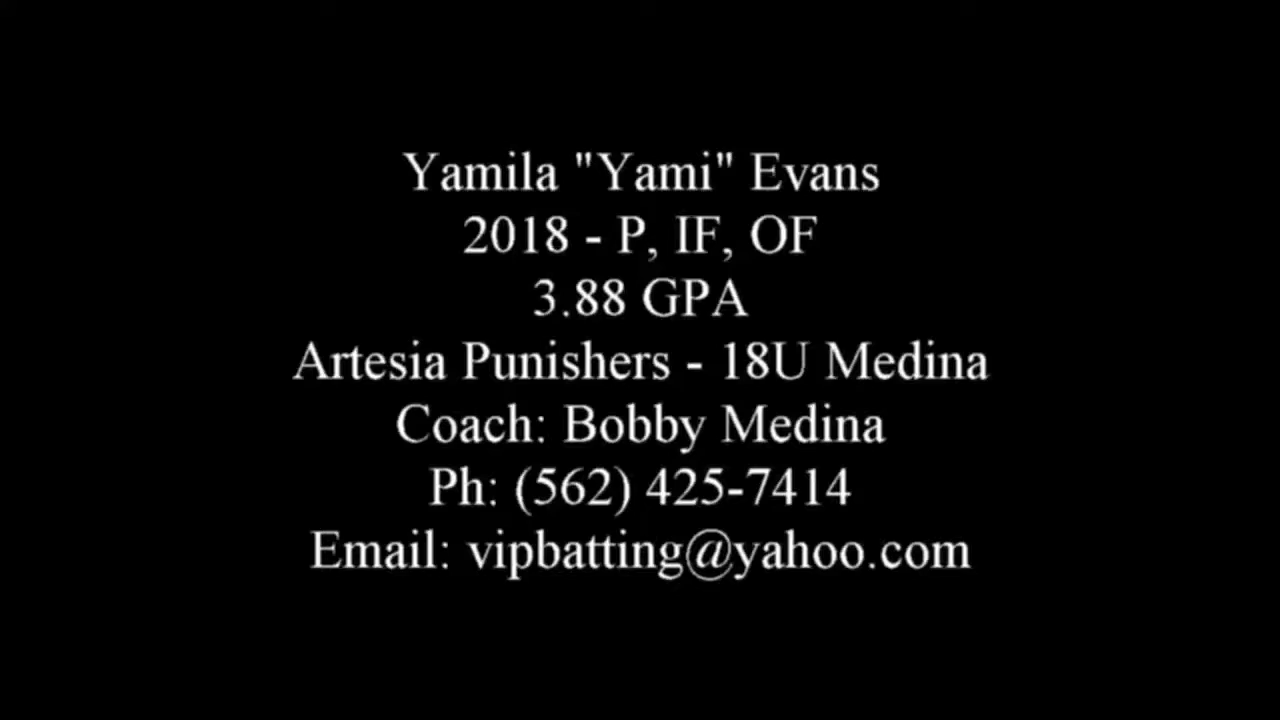 Yamila "Yami" Evans
2018 - P, IF, OF
3.88 GPA
Artesia Punishers - 18U Medina
Coach: Bobby Medina
Ph: (562) 425-7414
Email: vipbatting@yahoo.com